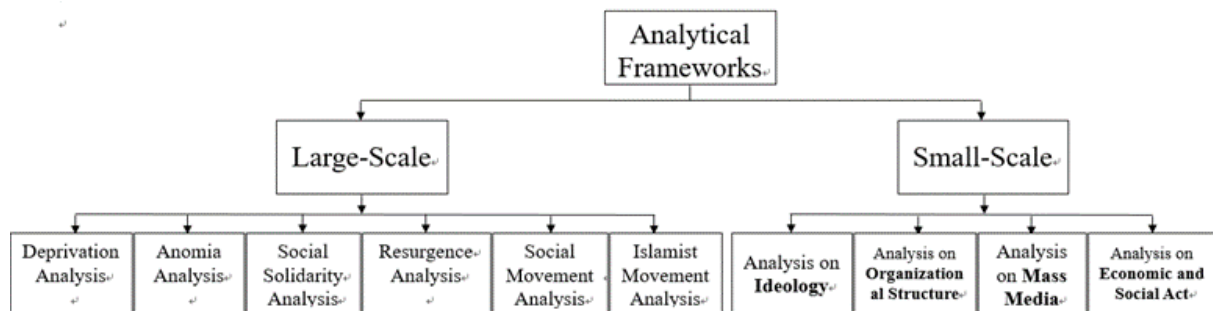 Analytical
Frameworks
Large-Scale
Small-Scale
Deprivation
Analysis
Anomia
Analysis
Social
Solidarity
Analysis
Resurgence
Analysis
Social
Movement
Analysis
Islamist
Movement
Analysis
Analysis on
Ideology
Analysis on
Organization
al Structure
Analysis
on Mass
Media
Analysis on
Economic and
Social Act